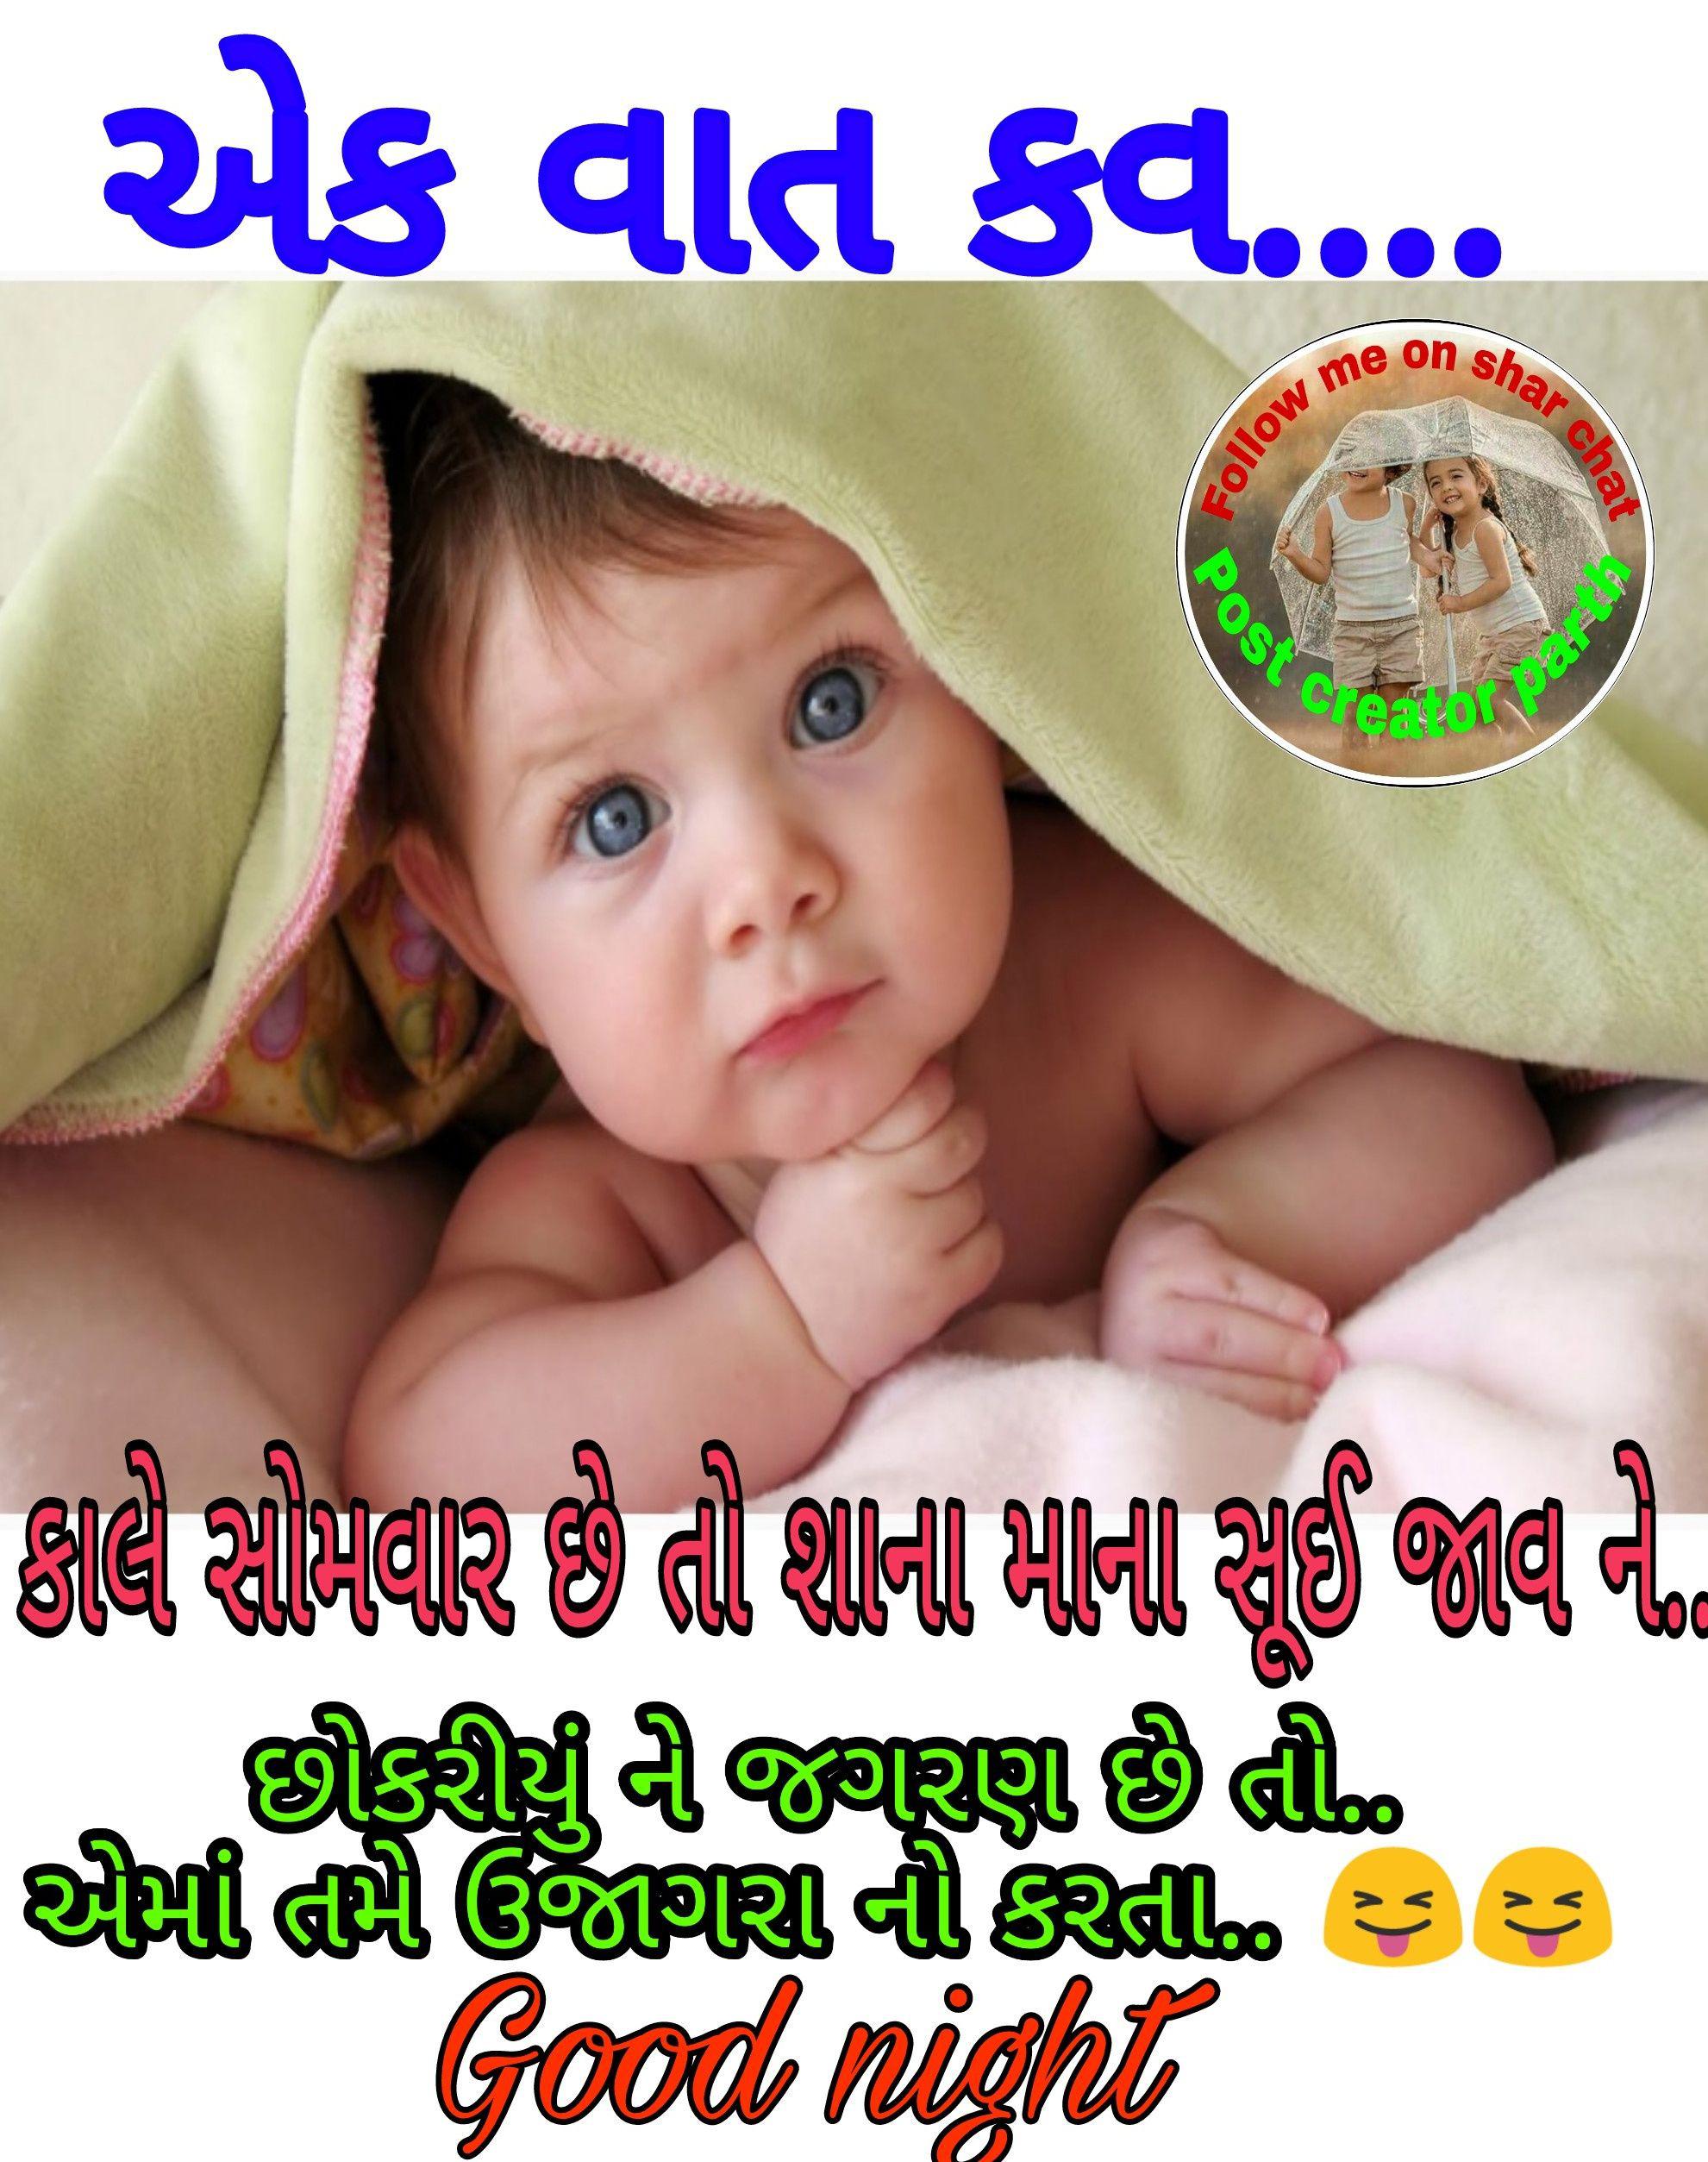 એક વાત કવ....
Follow me on shar chat
Post creator parth
કાલે સોમવાર છે તો શાના માના સૂઈ જાવ ને..
છોકરીયું ને જગરણ છે તો..
એમાં તમે ઉજાગરા નો કરતા.. 😝😝
Good night